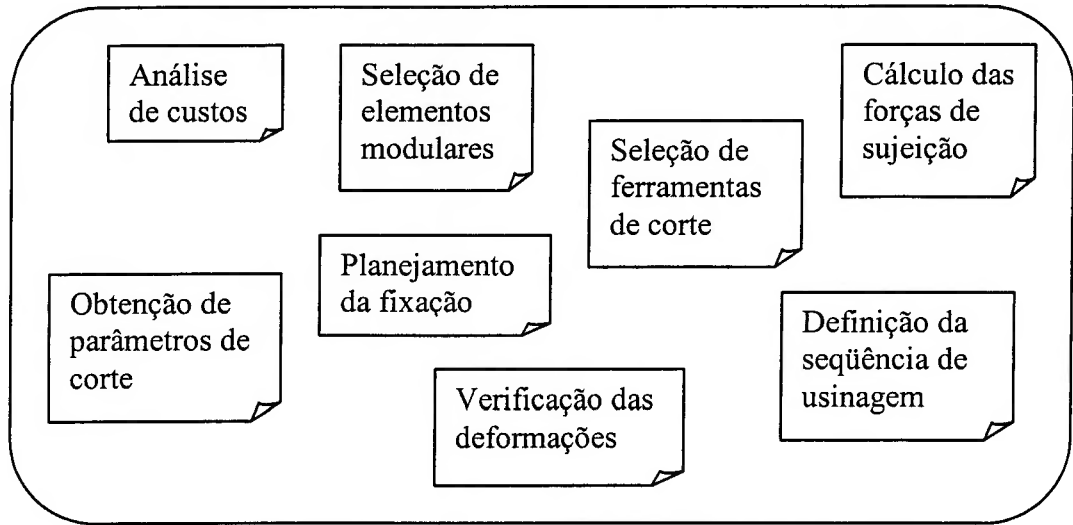 Análise
de custos
Seleção de
elementos
modulares
Seleção de
ferramentas
de corte
Cálculo das
forças de
sujeição
Obtenção de
parâmetros de
corte
Planejamento
da fixação
Verificação das
deformações
Definição da
seqüência de
usinagem